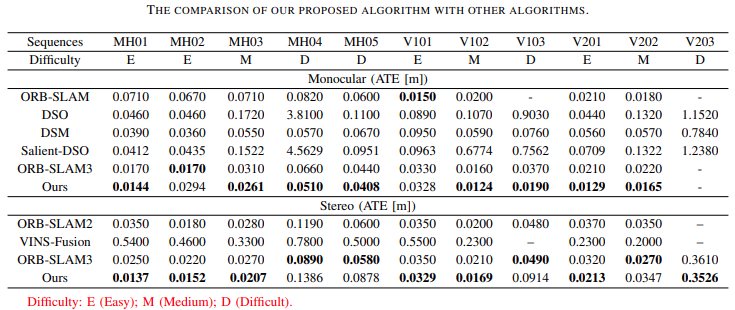 THE COMPARISON OF OUR PROPOSED ALGORITHM WITH OTHER ALGORITHMS.
Sequences MH01 MH02 MH03 MH04 MH05 V101 V102 V103 V201 V202 V203
Difficulty E E M D D E M D E M D
Monocular (ATE [m])
ORB-SLAM 0.0710 0.0670 0.0710 0.0820 0.0600 0.0150 0.0200 - 0.0210 0.0180 -
DSO 0.0460 0.0460 0.1720 3.8100 0.1100 0.0890 0.1070 0.9030 0.0440 0.1320 1.1520
DSM 0.0390 0.0360 0.0550 0.0570 0.0670 0.0950 0.0590 0.0760 0.0560 0.0570 0.7840
Salient-DSO 0.0412 0.0435 0.1522 4.5629 0.0951 0.0963 4.6774 0.7562 0.0709 0.1322 1.2380
ORB-SLAM3 0.0170 0.0170 0.0310 0.0660 0.0440 0.0330 0.0160 0.0370 0.0210 0.0220 -
Ours 0.0144 0.0294 0.0261 0.0510 0.0408 0.0328 0.0124 0.0190 0.0129 0.0165 -
Stereo (ATE [m])
ORB-SLAM2 0.0350 0.0180 0.0280 0.1190 0.0600 0.0350 0.0200 0.0480 0.0370 0.0350 –
VINS-Fusion 0.5400 0.4600 0.3300 0.7800 0.5000 0.5500 0.2300 – 0.2300 0.2000 –
ORB-SLAM3 0.0250 0.0220 0.0270 0.0890 0.0580 0.0350 0.0210 0.0490 0.0320 0.0270 0.3610
Ours 0.0137 0.0152 0.0207 0.1386 0.0878 0.0329 0.0169 0.0914 0.0213 0.0347 0.3526
Difficulty: E (Easy); M (Medium); D (Difficult).